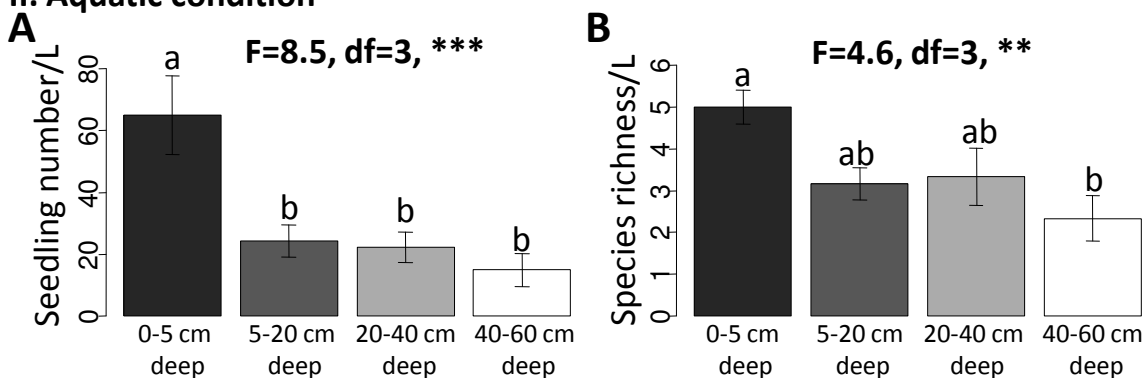 II. Aquatic condition
A
F=8.5, df=3, ***
Seedling number/L
0
20
40
60
80
a
b
b
b
0-5 cm deep
5-20 cm deep
20-40 cm deep
40-60 cm deep
B
F=4.6, df=3, **
Species richness/L
0
1
2
3
4
5
6
a
ab
ab
b
0-5 cm deep
5-20 cm deep
20-40 cm deep
40-60 cm deep